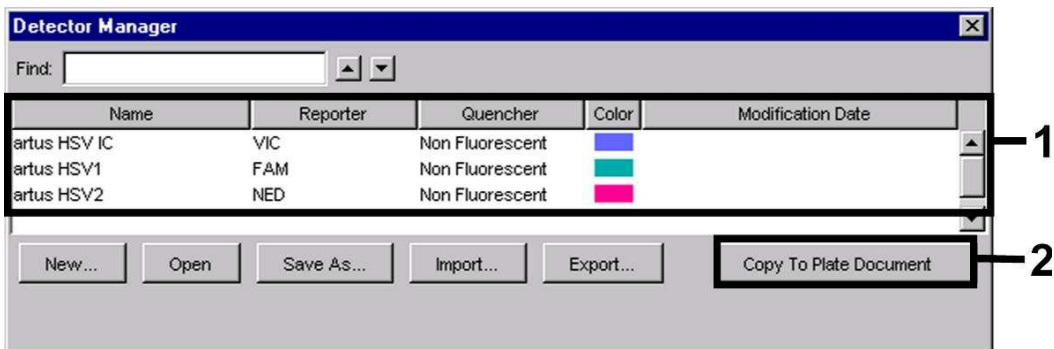 Detector Manager
Find:
Name Reporter Quencher Color Modification Date
artus HSV IC VIC Non Fluorescent
artus HSV1 FAM Non Fluorescent
artus HSV2 NED Non Fluorescent
1
New... Open Save As... Import... Export... Copy To Plate Document
2